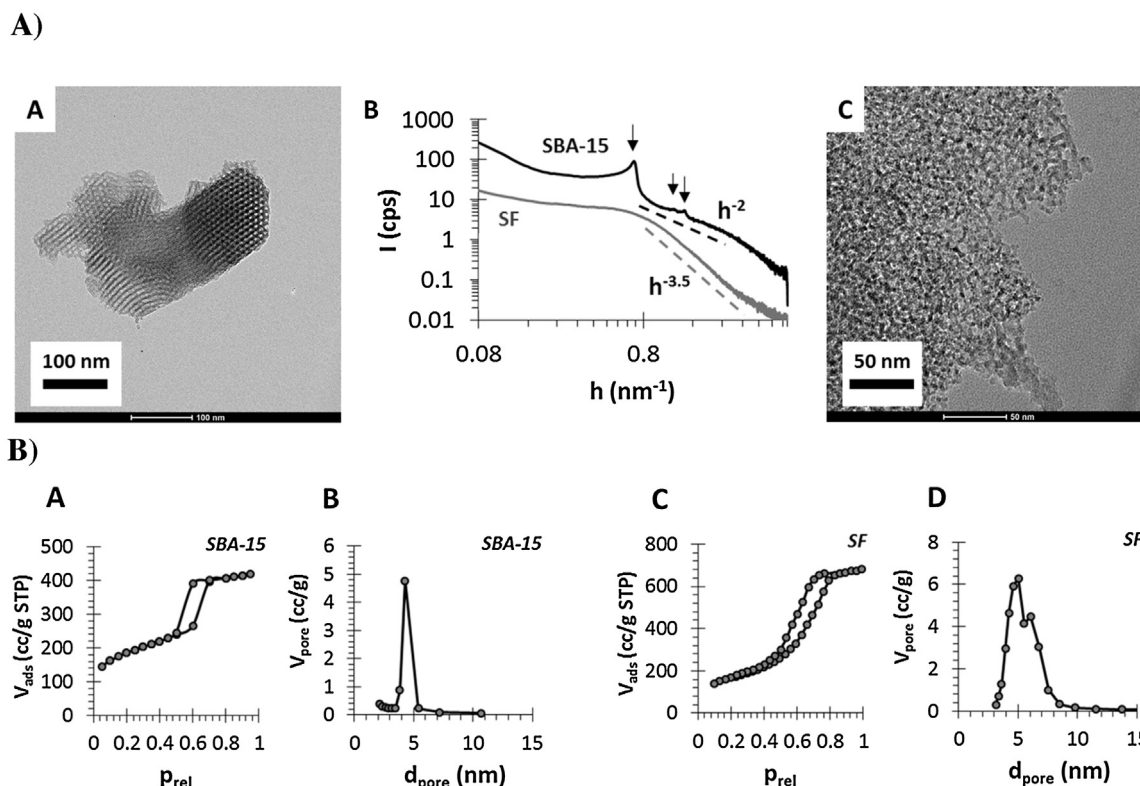 A)
A
100 nm
100 nm
B
I (cps)
1000
100
10
1
0.1
0.01
SBA-15
SF
h-2
h-3.5
0.08
0.8
h (nm-1)
C
50 nm
50 nm
B)
A
SBA-15
Vads (cc/g STP)
500
400
300
200
100
0
0 0.2 0.4 0.6 0.8 1
prel
B
SBA-15
Vpore (cc/g)
6
5
4
3
2
1
0
0 5 10 15
dpore (nm)
C
SF
Vads (cc/g STP)
800
600
400
200
0
0 0.2 0.4 0.6 0.8 1
prel
D
SF
Vpore (cc/g)
8
6
4
2
0
0 5 10 15
dpore (nm)